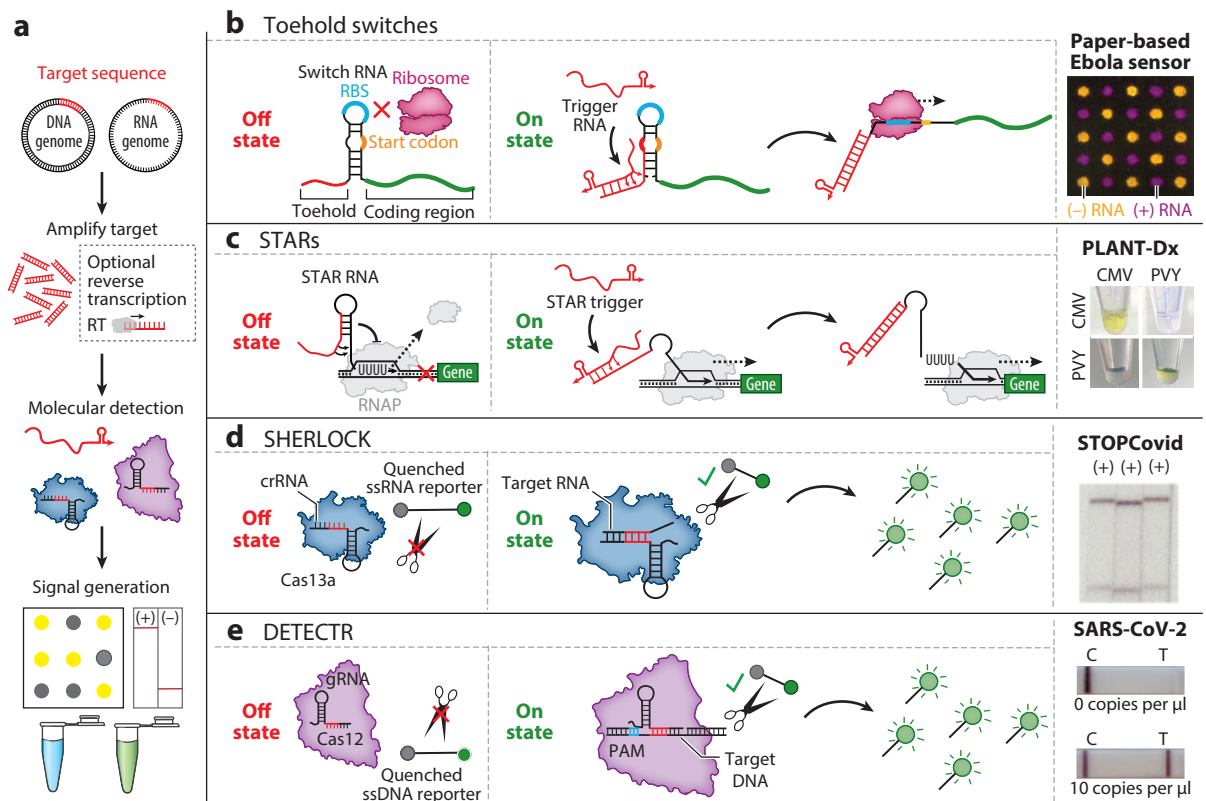 a
Target sequence
DNA
genome
RNA
genome
Amplify target
Optional
reverse
transcription
RT
Molecular detection
Signal generation
(+) (−)
b Toehold switches
Off
state
Switch RNA
RBS
Ribosome
Start codon
Toehold
Coding region
On
state
Trigger
RNA
Paper-based
Ebola sensor
(−) RNA (+) RNA
c STARs
Off
state
STAR RNA
UUUU
Gene
RNAP
On
state
STAR trigger
Gene
UUUU
Gene
PLANT-Dx
CMV PVY
CMV
PVY
d SHERLOCK
Off
state
crRNA
Cas13a
Quenched
ssRNA reporter
On
state
Target RNA
STOPCovid
(+) (+) (+)
e DETECTR
Off
state
gRNA
Cas12
Quenched
ssDNA reporter
On
state
PAM
Target
DNA
SARS-CoV-2
C T
0 copies per µl
C T
10 copies per µl